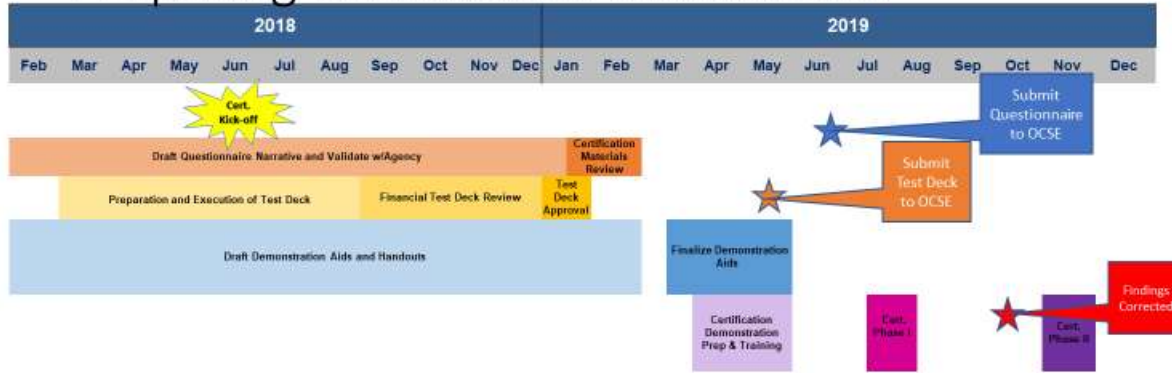 2018
2019
Feb Mar Apr May Jun Jul Aug Sep Oct Nov Dec Jan Feb Mar Apr May Jun Jul Aug Sep Oct Nov Dec
Cert.
Kick-off
Submit
Questionnaire
to OCSE
Draft Questionnaire Narrative and Validate w/Agency
Certification
Materials
Review
Submit
Test Deck
to OCSE
Preparation and Execution of Test Deck
Financial Test Deck Review
Test
Deck
Approval
Draft Demonstration Aids and Handouts
Finalize Demonstration
Aids
Findings
Corrected
Certification
Demonstration
Prep & Training
Cert.
Phase I
Cert.
Phase II